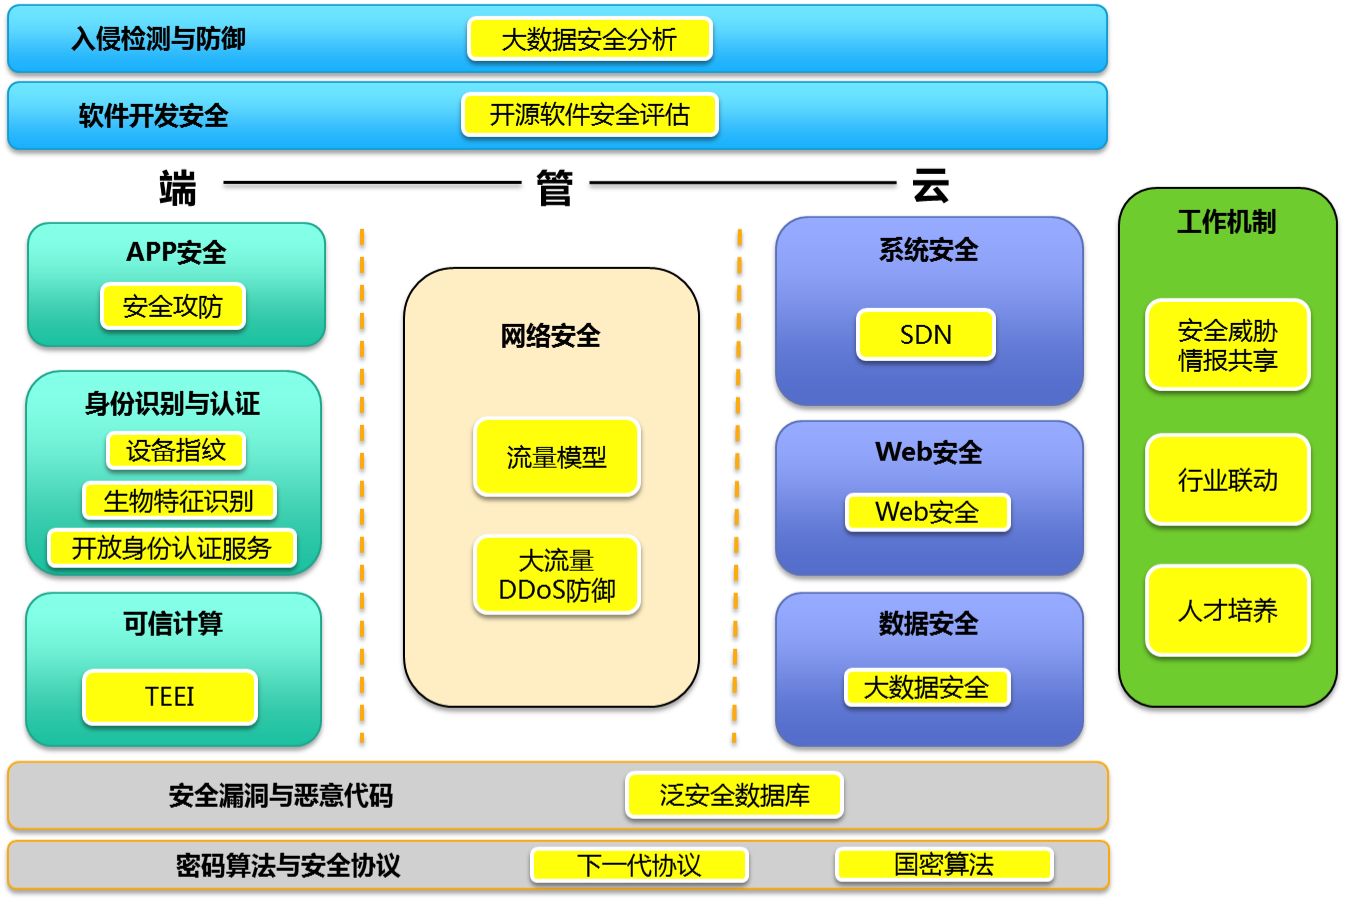 入侵检测与防御
大数据安全分析
软件开发安全
开源软件安全评估
端
管
云
APP安全
安全攻防
身份识别与认证
设备指纹
生物特征识别
开放身份认证服务
可信计算
TEEI
网络安全
流量模型
大流量
DDoS防御
系统安全
SDN
Web安全
Web安全
数据安全
大数据安全
工作机制
安全威胁
情报共享
行业联动
人才培养
安全漏洞与恶意代码
泛安全数据库
密码算法与安全协议
下一代协议
国密算法